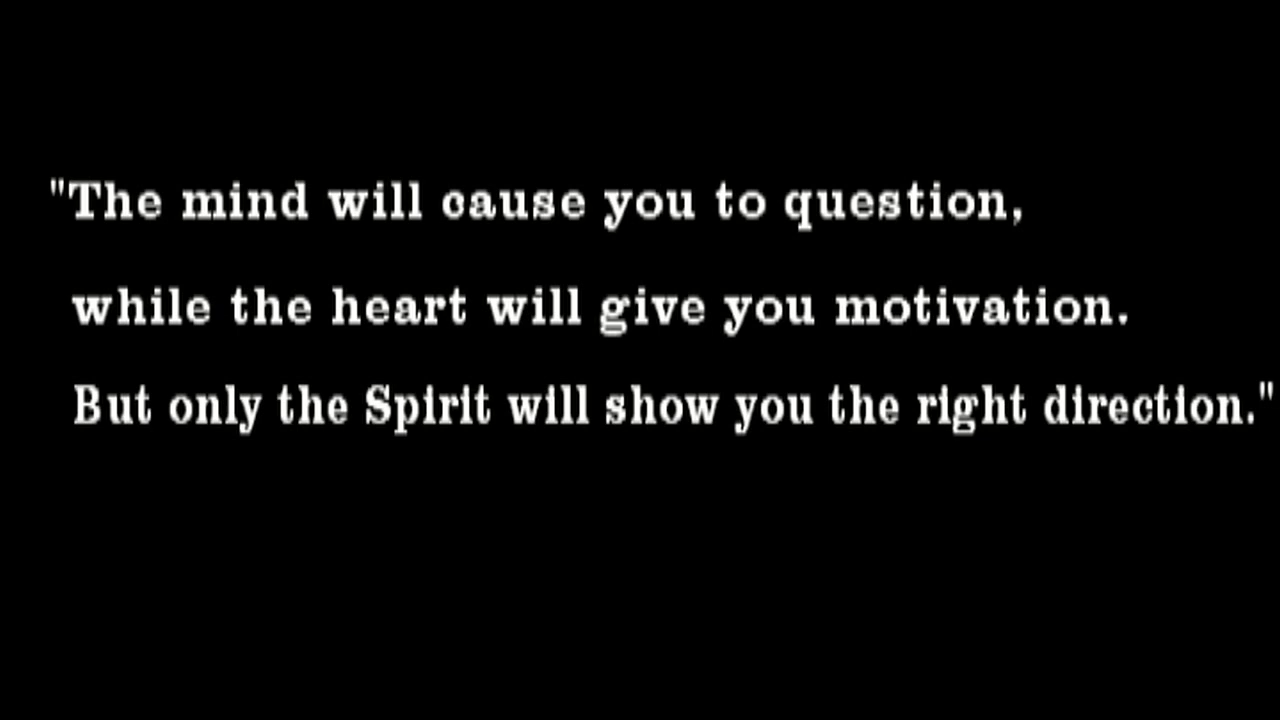 "The mind will cause you to question,
while the heart will give you motivation.
But only the Spirit will show you the right direction."